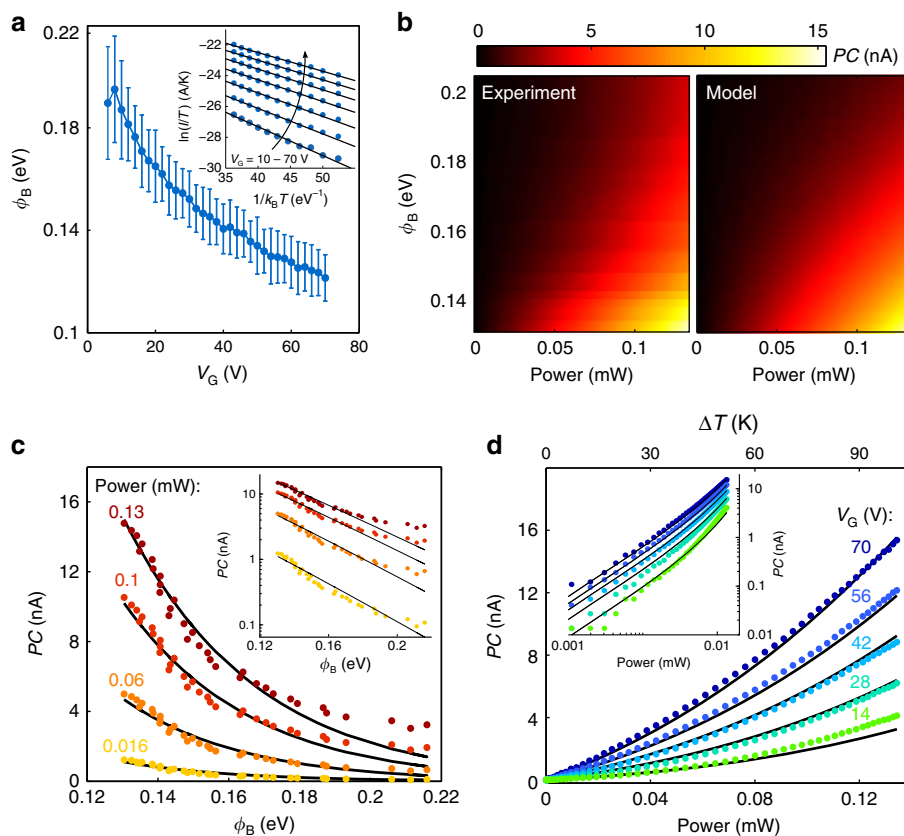 a
0.22
0.18
0.14
0.1
ϕB (eV)
0
20
40
60
80
VG (V)
−22
−24
−26
−28
−30
ln(I/T) (A/K)
VG = 10 – 70 V
35
40
45
50
1/kBT (eV−1)
b
0
5
10
15
PC (nA)
Experiment
Model
0.2
0.18
0.16
0.14
ϕB (eV)
0
0.05
0.1
0
0.05
0.1
Power (mW)
Power (mW)
c
16
12
8
4
0
PC (nA)
Power (mW):
0.13
0.1
0.06
0.016
0.12
0.14
0.16
0.18
0.20
0.22
ϕB (eV)
10
1
0.1
PC (nA)
0.13
0.16
0.2
ϕB (eV)
d
ΔT (K)
0
30
60
90
16
12
8
4
0
PC (nA)
VG (V):
70
56
42
28
14
0
0.04
0.08
0.12
Power (mW)
10
1
0.1
0.01
PC (nA)
0.001
0.01
Power (mW)